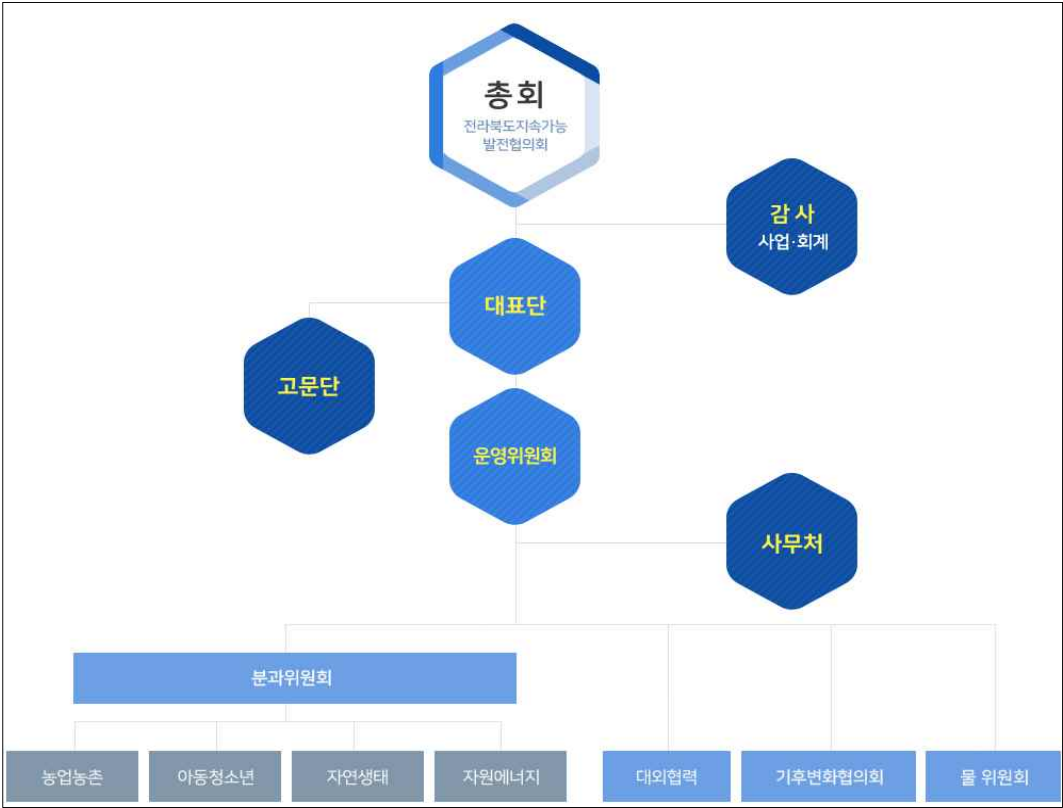 총회
전라북도지속가능
발전협의회
감 사
사업·회계
대표단
고문단
운영위원회
사무처
분과위원회
농업농촌
아동청소년
자연생태
자원에너지
대외협력
기후변화협의회
물 위원회